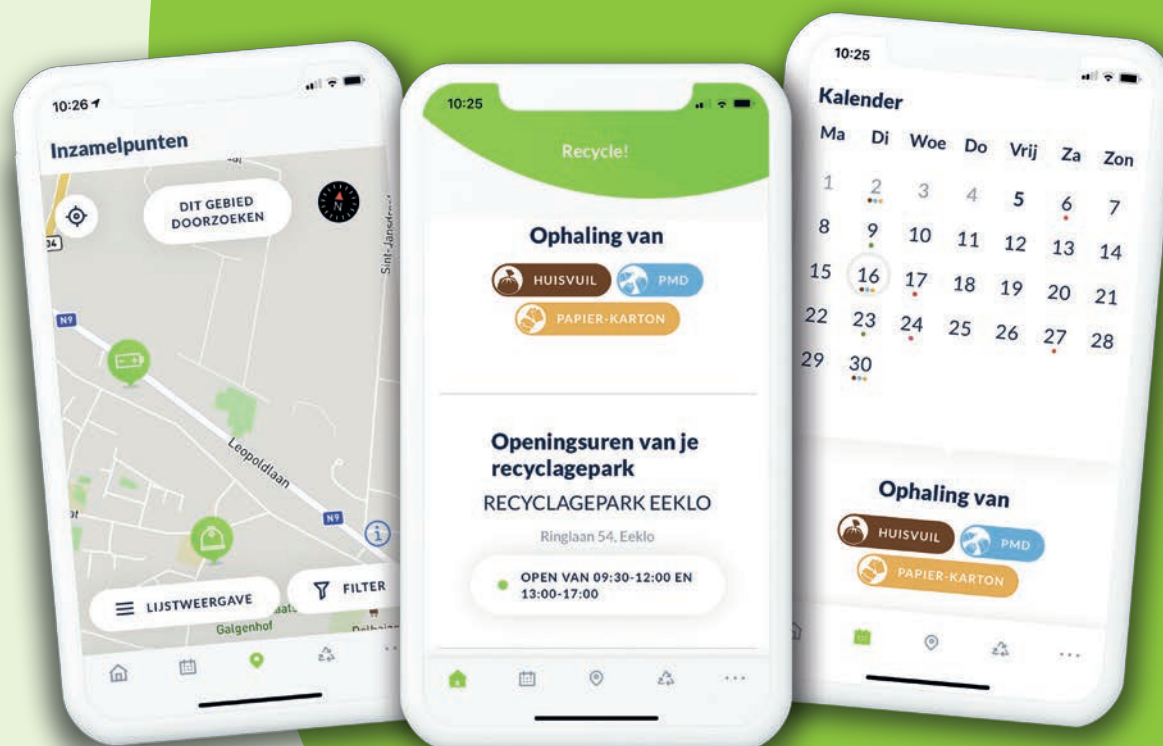 10:26
Inzamelpunten
DIT GEBIED
DOORZOEKEN
N
Sint-Jansdreef
N9
Leopoldlaan
N9
LIJSTWEERGAVE
FILTER
Galgenhof
10:25
Recycle!
Ophaling van
HUISVUIL
PMD
PAPIER-KARTON
Openingsuren van je
recyclagepark
RECYCLAGEPARK EEKLO
Ringlaan 54, Eeklo
OPEN VAN 09:30-12:00 EN
13:00-17:00
10:25
Kalender
Ma Di Woe Do Vrij Za Zon
1 2 3 4 5 6 7
8 9 10 11 12 13 14
15 16 17 18 19 20 21
22 23 24 25 26 27 28
29 30
Ophaling van
HUISVUIL
PMD
PAPIER-KARTON